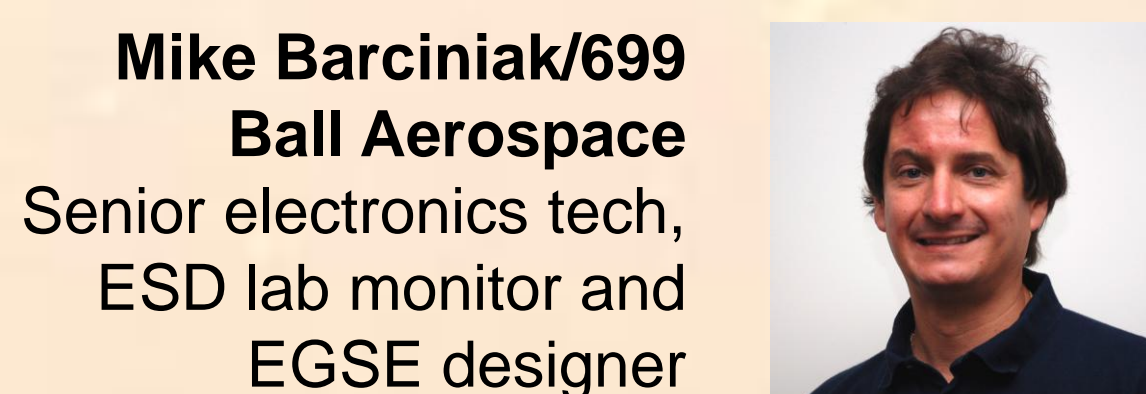 Mike Barciniak/699
Ball Aerospace
Senior electronics tech,
ESD lab monitor and
EGSE designer